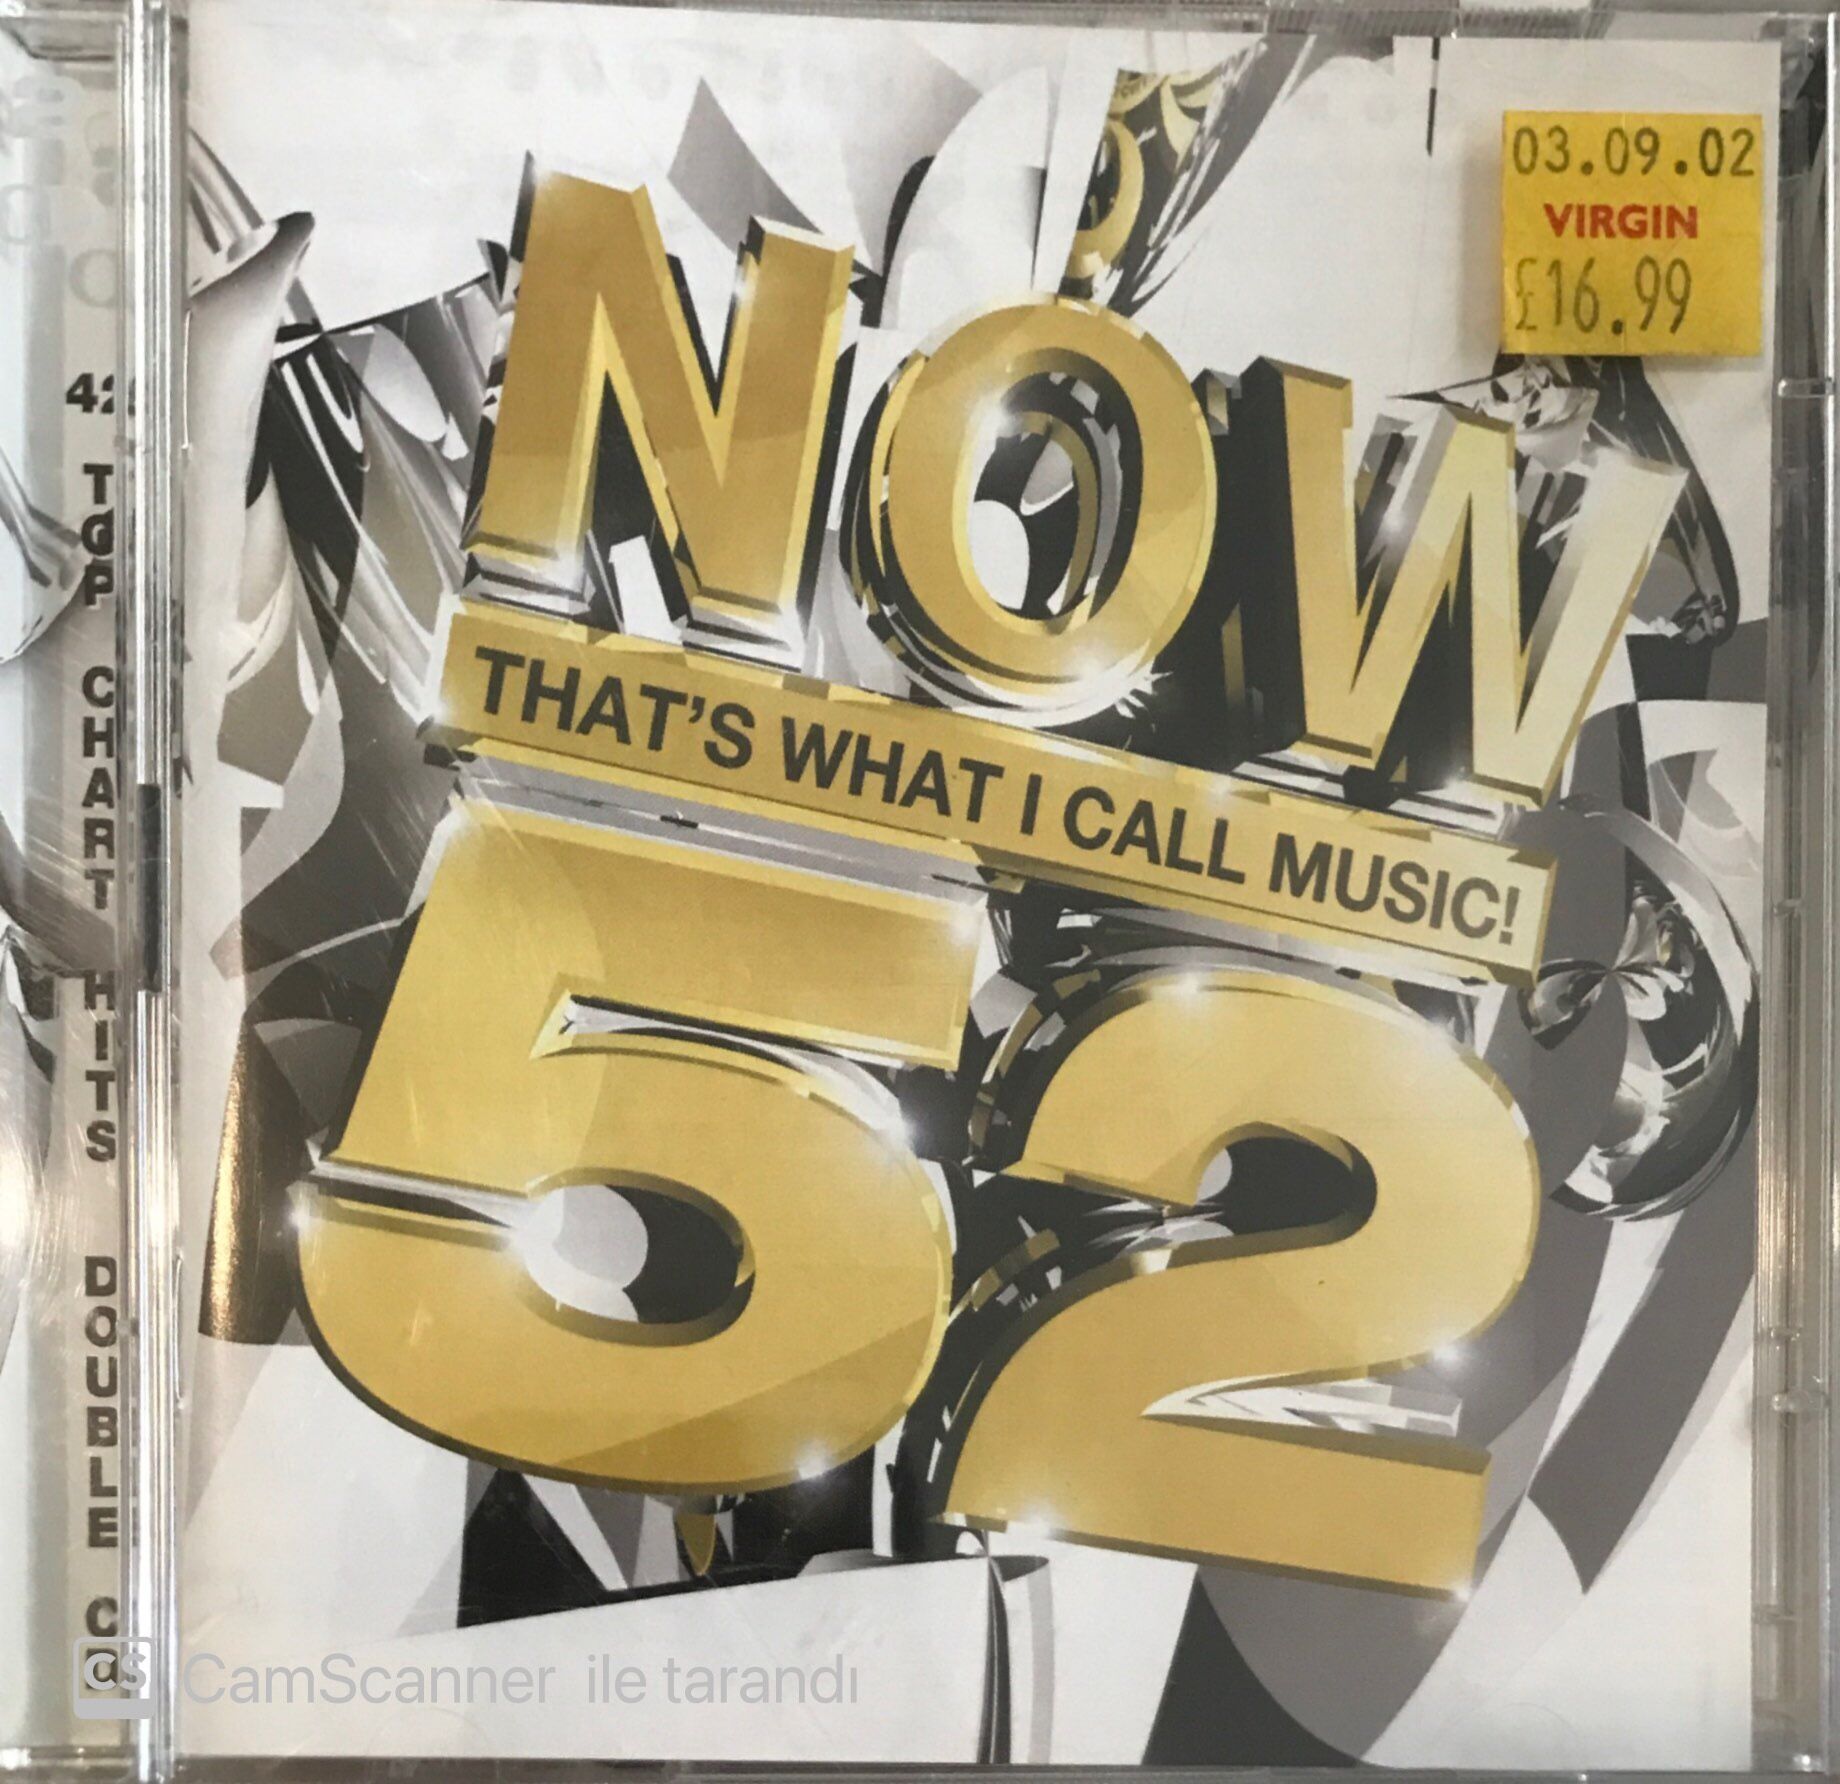 03.09.02
VIRGIN
£16.99
NOW
THAT'S WHAT I CALL MUSIC!
52
TOP CHART HITS DOUBLE
CS CamScanner ile tarandı